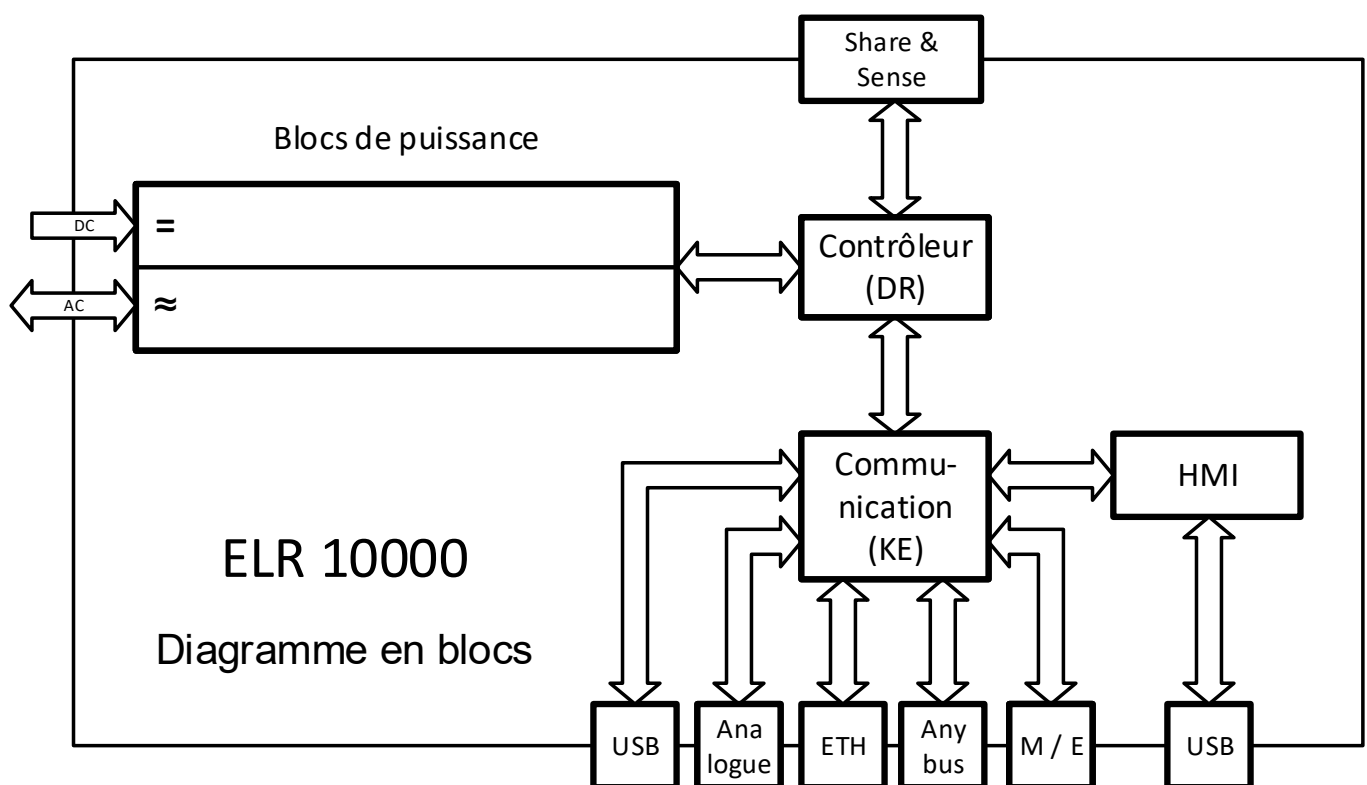 Share &
Sense
Blocs de puissance
DC
=
Contrôleur
(DR)
AC
≈
Commu-
nication
(KE)
HMI
ELR 10000
Diagramme en blocs
USB
Ana
logue
ETH
Any
bus
M / E
USB